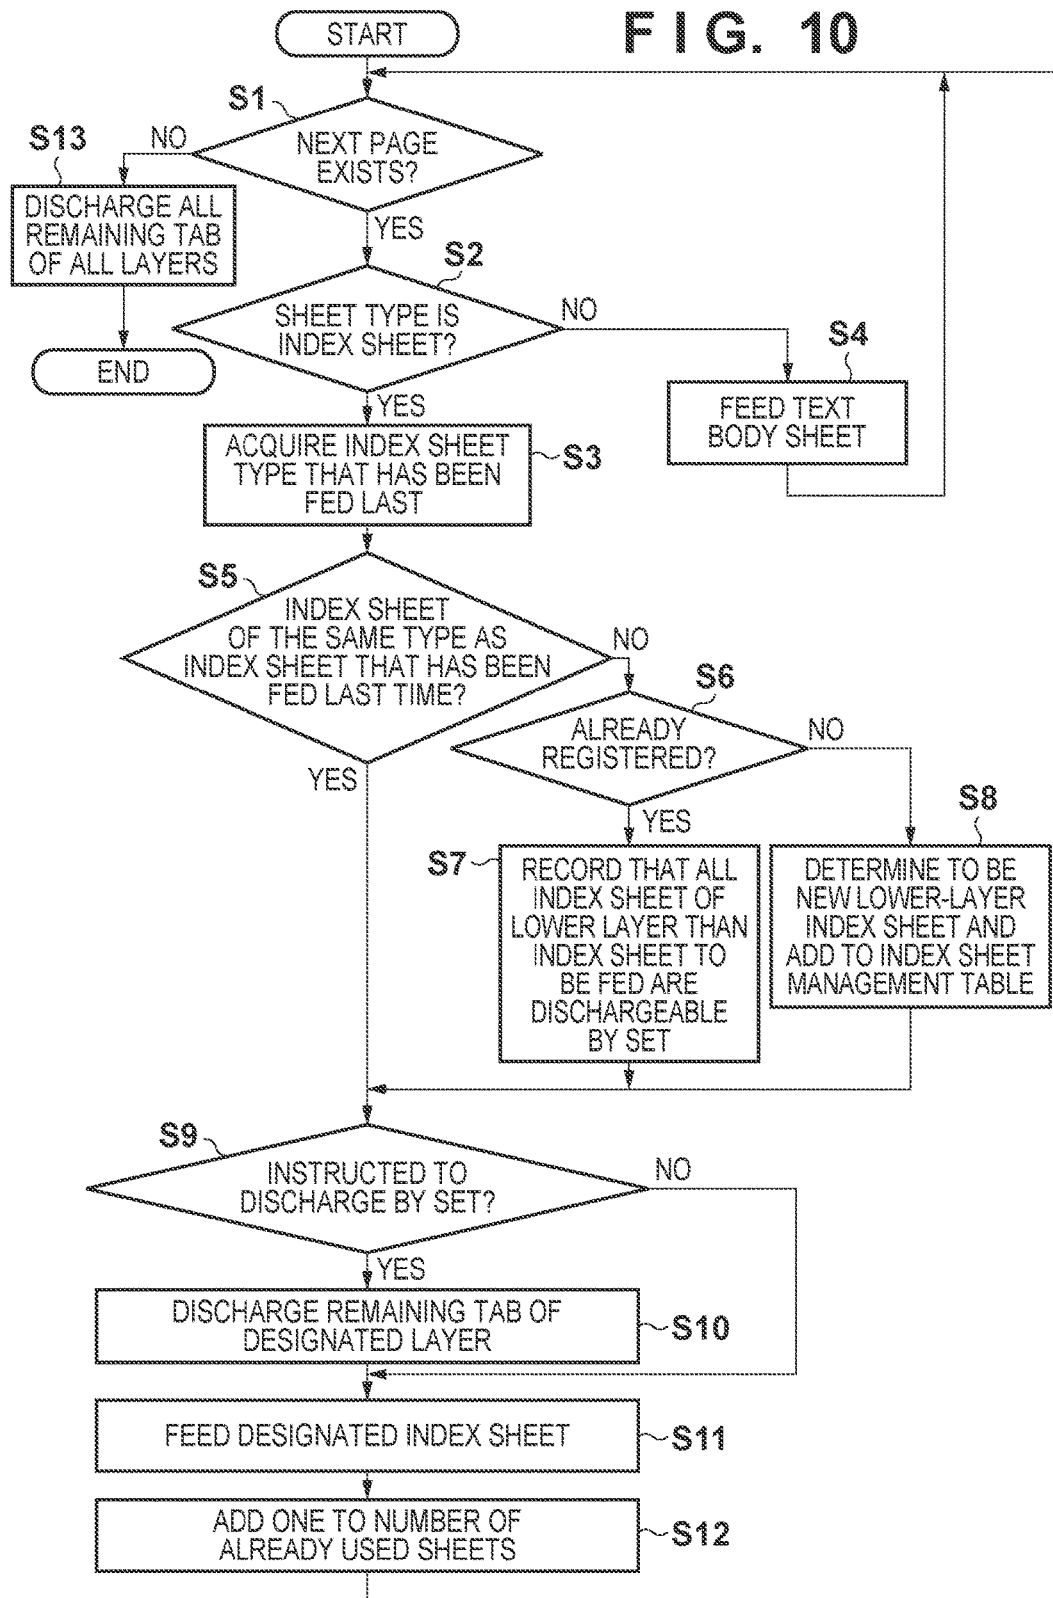 FIG. 10
START
S1
NEXT PAGE
EXISTS?
NO
YES
S13
DISCHARGE ALL
REMAINING TAB
OF ALL LAYERS
END
S2
SHEET TYPE IS
INDEX SHEET?
NO
YES
S4
FEED TEXT
BODY SHEET
S3
ACQUIRE INDEX SHEET
TYPE THAT HAS BEEN
FED LAST
S5
INDEX SHEET
OF THE SAME TYPE AS
INDEX SHEET THAT HAS BEEN
FED LAST TIME?
NO
YES
S6
ALREADY
REGISTERED?
NO
YES
S7
RECORD THAT ALL
INDEX SHEET OF
LOWER LAYER THAN
INDEX SHEET TO
BE FED ARE
DISCHARGEABLE
BY SET
S8
DETERMINE TO BE
NEW LOWER-LAYER
INDEX SHEET AND
ADD TO INDEX SHEET
MANAGEMENT TABLE
S9
INSTRUCTED TO
DISCHARGE BY SET?
NO
YES
DISCHARGE REMAINING TAB OF
DESIGNATED LAYER
S10
FEED DESIGNATED INDEX SHEET
S11
ADD ONE TO NUMBER OF
ALREADY USED SHEETS
S12